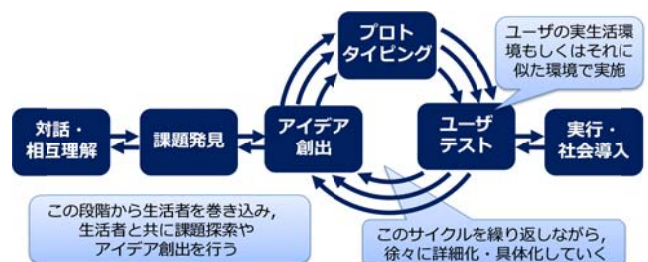 プロト
タイピング
ユーザの実生活環
境もしくはそれに
似た環境で実施
対話・
相互理解
課題発見
アイデア
創出
ユーザ
テスト
実行・
社会導入
この段階から生活者を巻き込み,
生活者と共に課題探索や
アイデア創出を行う
このサイクルを繰り返しながら,
徐々に詳細化・具体化していく